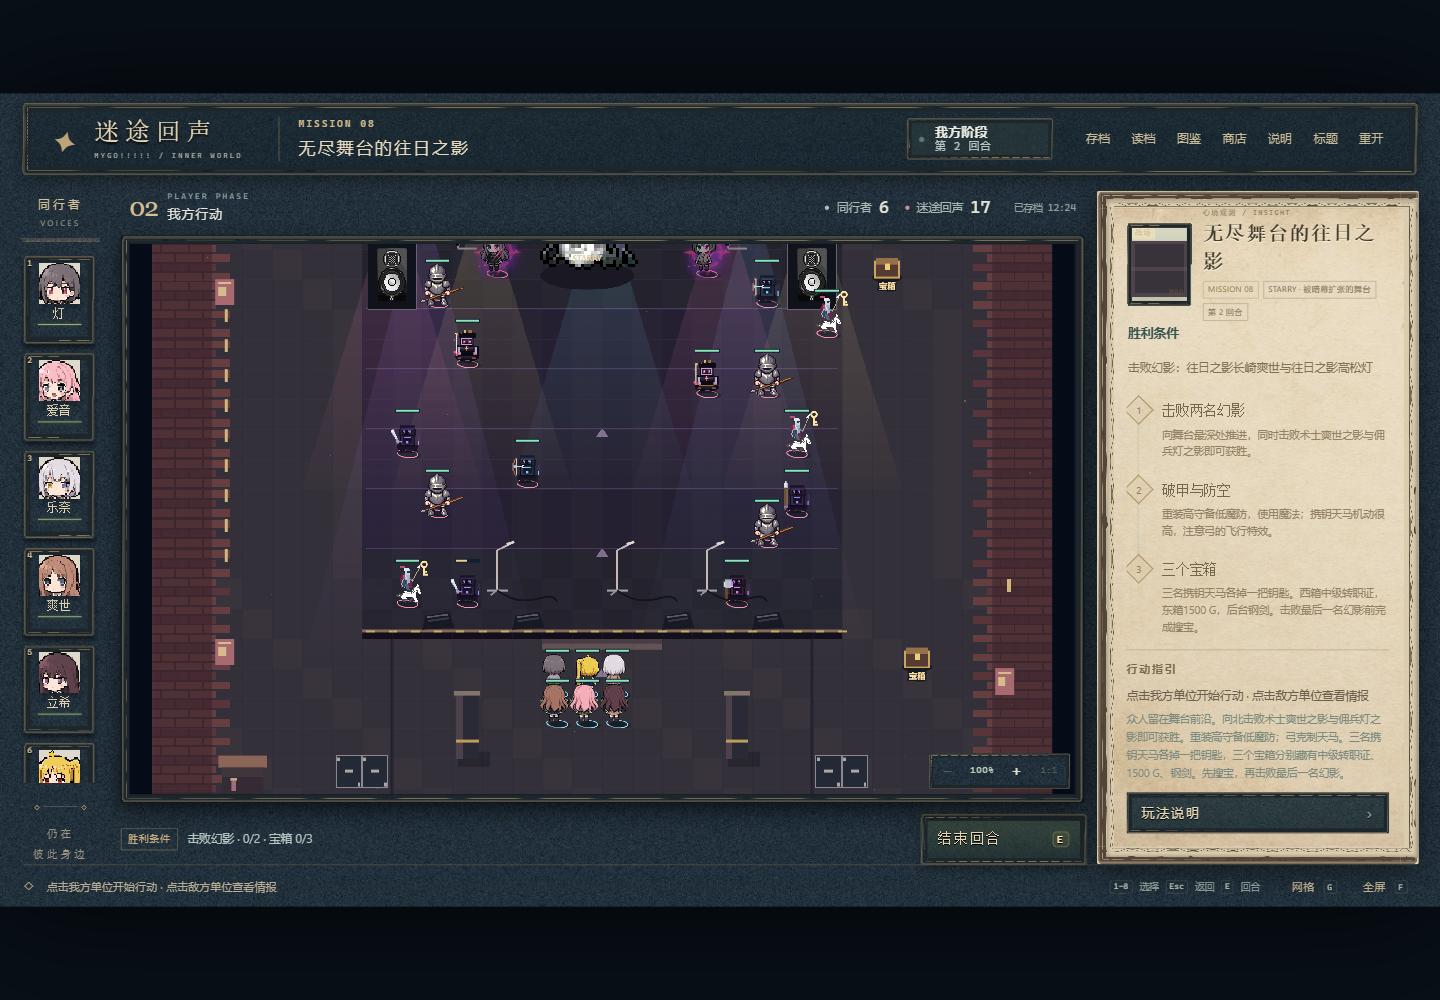 迷途回声
MYGO!!!!! / INNER WORLD
MISSION 08
无尽舞台的往日之影
我方阶段
第 2 回合
存档 读档 图鉴 商店 说明 标题 重开
同行者
VOICES
1
灯
2
爱音
3
乐奈
4
爽世
5
立希
6
仍在
彼此身边
02
PLAYER PHASE
我方行动
同行者 6
迷途回声 17
已存档 12:24
宝箱
宝箱
100% + 1:1
胜利条件
击败幻影 · 0/2 · 宝箱 0/3
结束回合 E
心境观测 / INSIGHT
无尽舞台的往日之
影
MISSION 08
STARRY · 被暗幕扩张的舞台
第 2 回合
胜利条件
击败幻影：往日之影长崎爽世与往日之影高松灯
1
击败两名幻影
向舞台最深处推进，同时击败术士爽世之影与佣
兵灯之影即可获胜。
2
破甲与防空
重装高守备低魔防，使用魔法；携钥天马机动很
高，注意弓的飞行特效。
3
三个宝箱
三名携钥天马各掉一把钥匙。西箱中级转职证，
东箱1500 G，后台钢剑。击败最后一名幻影前完
成搜宝。
行动指引
点击我方单位开始行动 · 点击敌方单位查看情报
众人留在舞台前沿。向北击败术士爽世之影与佣兵灯之
影即可获胜。重装高守备低魔防；弓克制天马。三名携
钥天马各掉一把钥匙，三个宝箱分别藏有中级转职证、
1500 G、钢剑。先搜宝，再击败最后一名幻影。
玩法说明 ›
点击我方单位开始行动 · 点击敌方单位查看情报
1-8 选择 Esc 返回 E 回合 网格 G 全屏 F